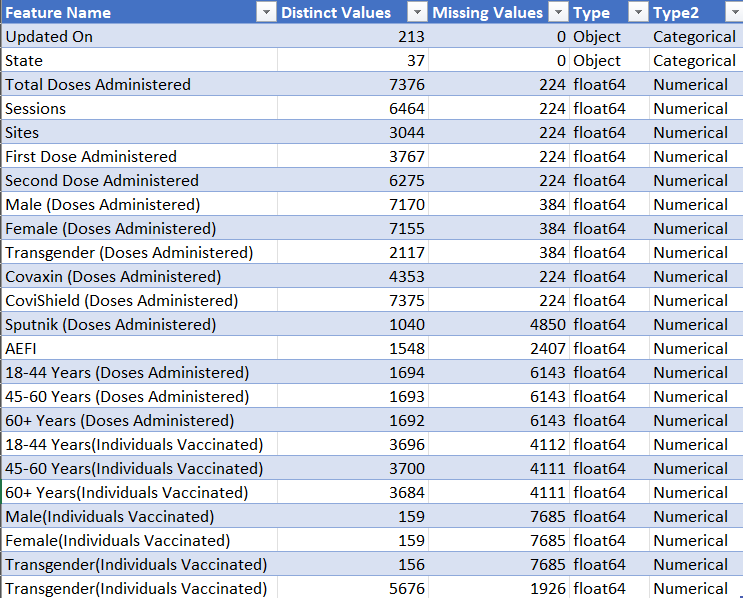 Feature Name Distinct Values Missing Values Type Type2
Updated On 213 0 Object Categorical
State 37 0 Object Categorical
Total Doses Administered 7376 224 float64 Numerical
Sessions 6464 224 float64 Numerical
Sites 3044 224 float64 Numerical
First Dose Administered 3767 224 float64 Numerical
Second Dose Administered 6275 224 float64 Numerical
Male (Doses Administered) 7170 384 float64 Numerical
Female (Doses Administered) 7155 384 float64 Numerical
Transgender (Doses Administered) 2117 384 float64 Numerical
Covaxin (Doses Administered) 4353 224 float64 Numerical
CoviShield (Doses Administered) 7375 224 float64 Numerical
Sputnik (Doses Administered) 1040 4850 float64 Numerical
AEFI 1548 2407 float64 Numerical
18-44 Years (Doses Administered) 1694 6143 float64 Numerical
45-60 Years (Doses Administered) 1693 6143 float64 Numerical
60+ Years (Doses Administered) 1692 6143 float64 Numerical
18-44 Years(Individuals Vaccinated) 3696 4112 float64 Numerical
45-60 Years(Individuals Vaccinated) 3700 4111 float64 Numerical
60+ Years(Individuals Vaccinated) 3684 4111 float64 Numerical
Male(Individuals Vaccinated) 159 7685 float64 Numerical
Female(Individuals Vaccinated) 159 7685 float64 Numerical
Transgender(Individuals Vaccinated) 156 7685 float64 Numerical
Transgender(Individuals Vaccinated) 5676 1926 float64 Numerical